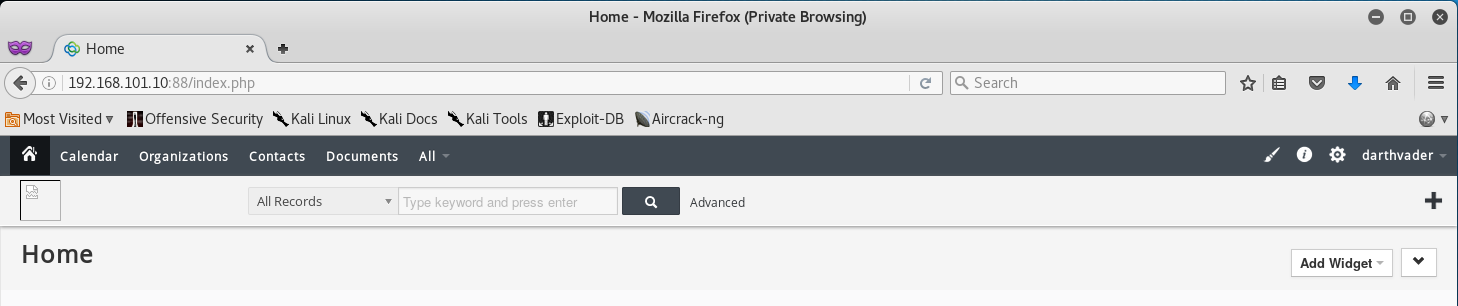 Home - Mozilla Firefox (Private Browsing)
Home
192.168.101.10:88/index.php
Search
Most Visited Offensive Security Kali Linux Kali Docs Kali Tools Exploit-DB Aircrack-ng
Calendar Organizations Contacts Documents All darthvader
All Records Type keyword and press enter Advanced
Home
Add Widget